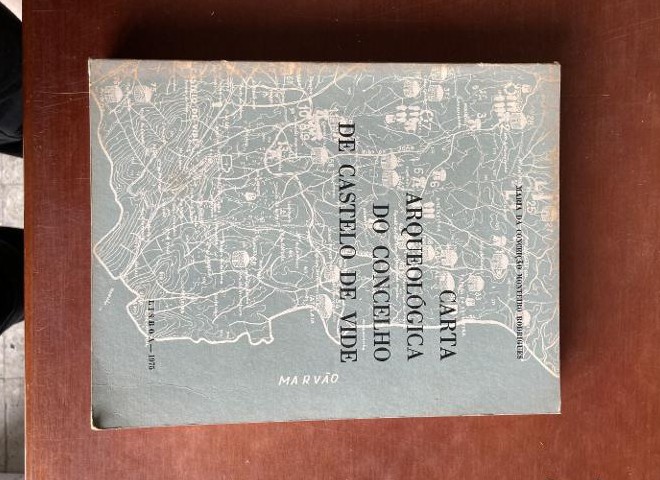 MARIA DA CONCEIÇÃO MONTEIRO RODRIGUES
CARTA
ARQUEOLÓGICA
DO CONCELHO
DE CASTELO DE VIDE
MARVÃO
LISBOA — 1975